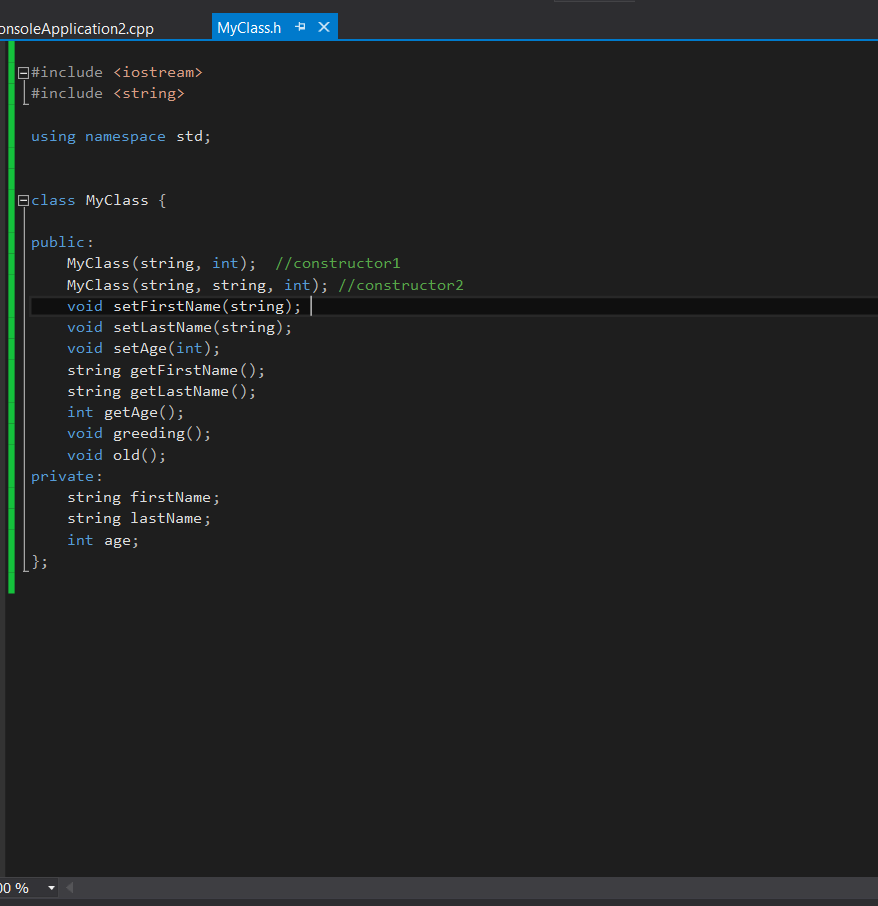 onsoleApplication2.cpp MyClass.h
#include <iostream>
#include <string>
using namespace std;
class MyClass {
public:
MyClass(string, int);  //constructor1
MyClass(string, string, int); //constructor2
void setFirstName(string);
void setLastName(string);
void setAge(int);
string getFirstName();
string getLastName();
int getAge();
void greeding();
void old();
private:
string firstName;
string lastName;
int age;
};
00 %